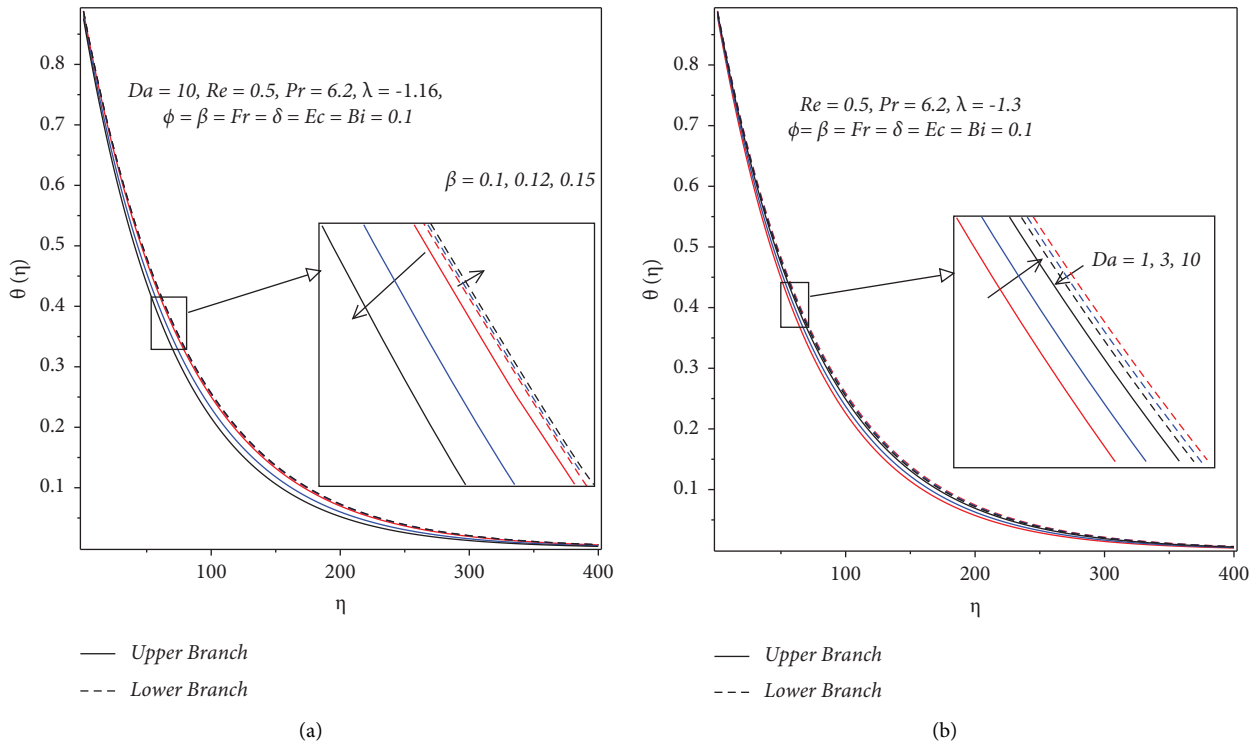 0.8
0.7
0.6
0.5
0.4
0.3
0.2
0.1
θ (η)
Da = 10, Re = 0.5, Pr = 6.2, λ = -1.16,
ϕ = β = Fr = δ = Ec = Bi = 0.1
β = 0.1, 0.12, 0.15
100
200
300
400
η
Upper Branch
Lower Branch
(a)
0.8
0.7
0.6
0.5
0.4
0.3
0.2
0.1
θ (η)
Re = 0.5, Pr = 6.2, λ = -1.3
ϕ= β = Fr = δ = Ec = Bi = 0.1
Da = 1, 3, 10
100
200
300
400
η
Upper Branch
Lower Branch
(b)